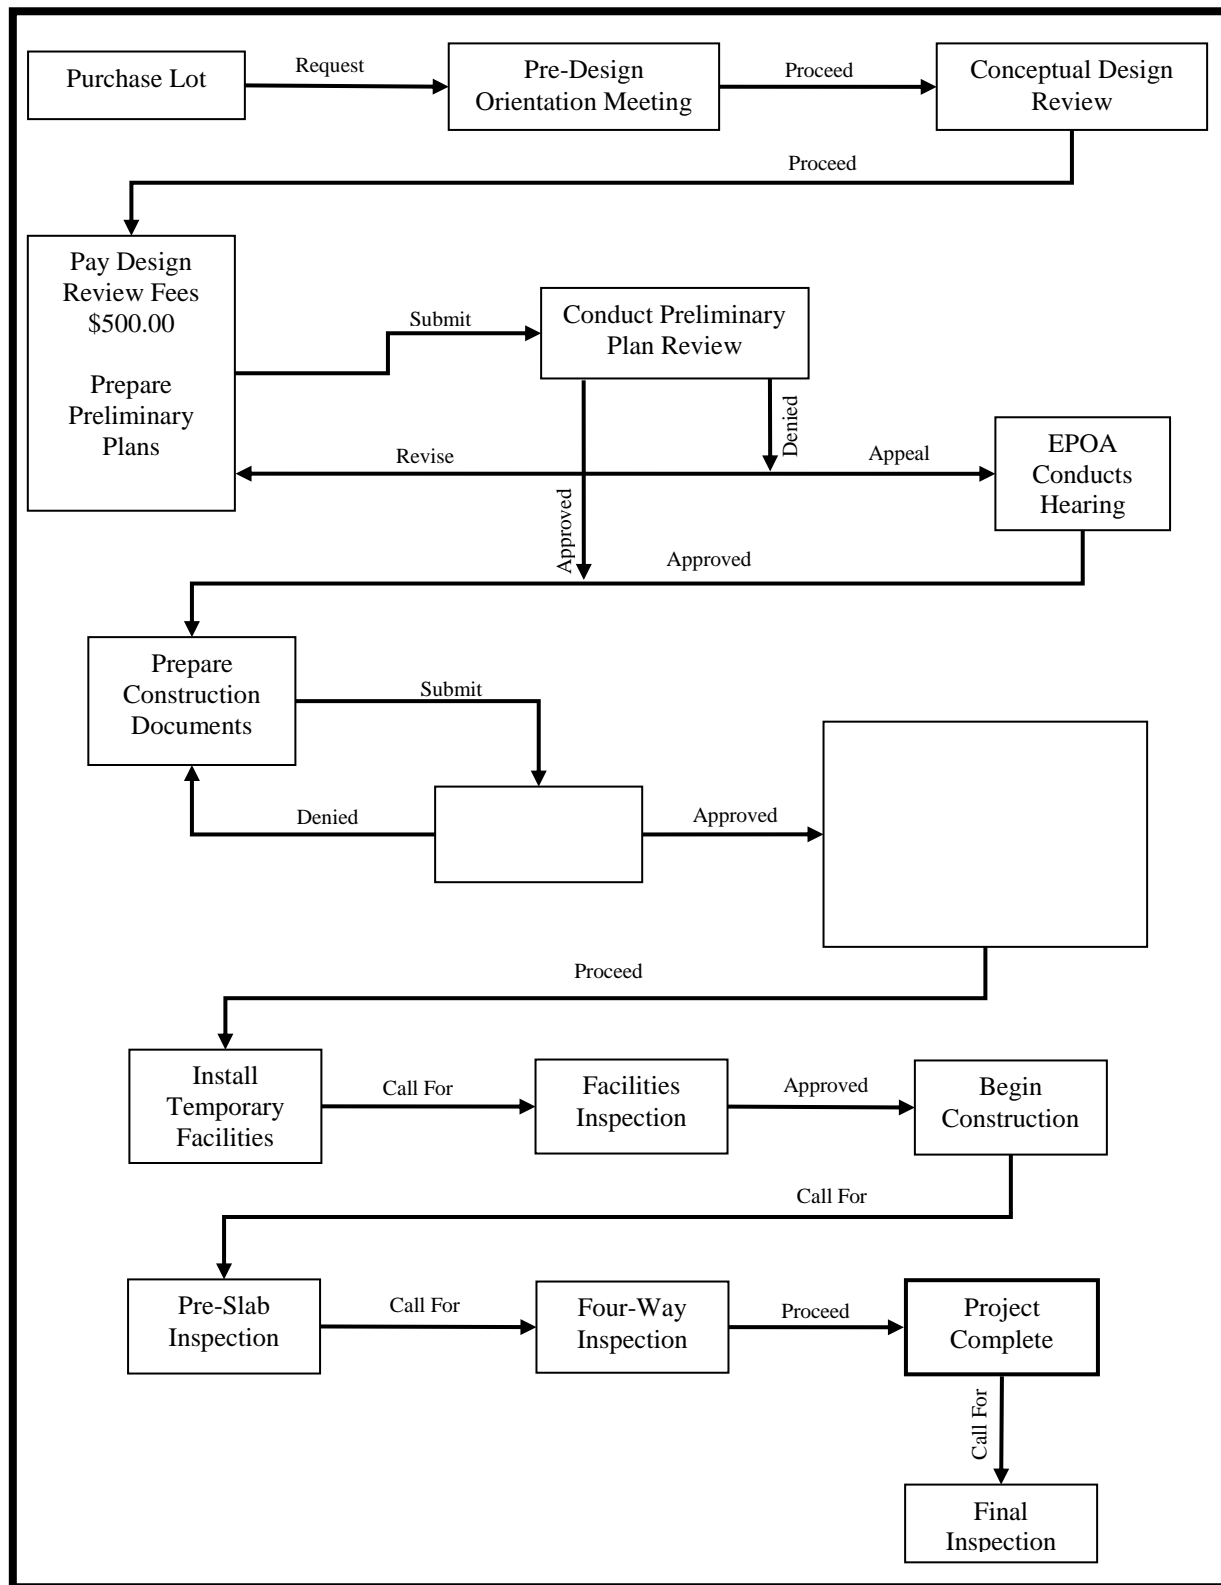 Purchase Lot
Request
Pre-Design
Orientation Meeting
Proceed
Conceptual Design
Review
Proceed
Pay Design
Review Fees
$500.00
Prepare
Preliminary
Plans
Submit
Conduct Preliminary
Plan Review
Denied
Revise
Appeal
EPOA
Conducts
Hearing
Approved
Approved
Prepare
Construction
Documents
Submit
Denied
Approved
Proceed
Install
Temporary
Facilities
Call For
Facilities
Inspection
Approved
Begin
Construction
Call For
Pre-Slab
Inspection
Call For
Four-Way
Inspection
Proceed
Project
Complete
Call For
Final
Inspection